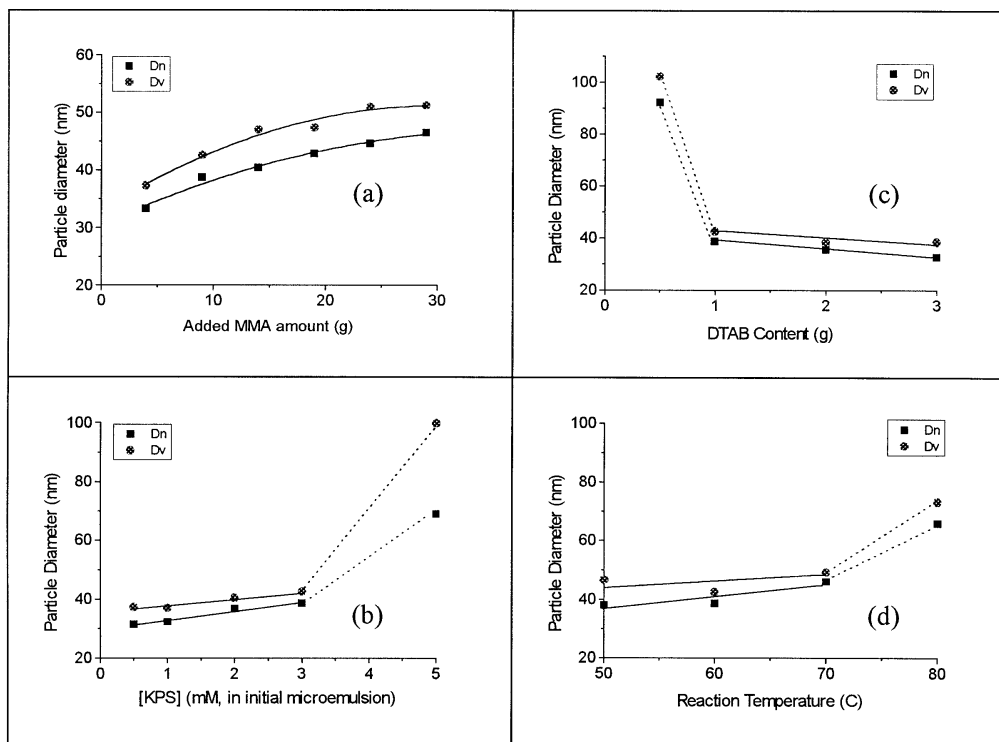 60
50
40
30
20
Particle diameter (nm)
Dn
Dv
(a)
0 10 20 30
Added MMA amount (g)
100
80
60
40
20
Particle Diameter (nm)
Dn
Dv
(c)
0 1 2 3
DTAB Content (g)
100
80
60
40
20
Particle Diameter (nm)
Dn
Dv
(b)
0 1 2 3 4 5
[KPS] (mM, in initial microemulsion)
100
80
60
40
20
Particle Diameter (nm)
Dn
Dv
(d)
50 60 70 80
Reaction Temperature (C)